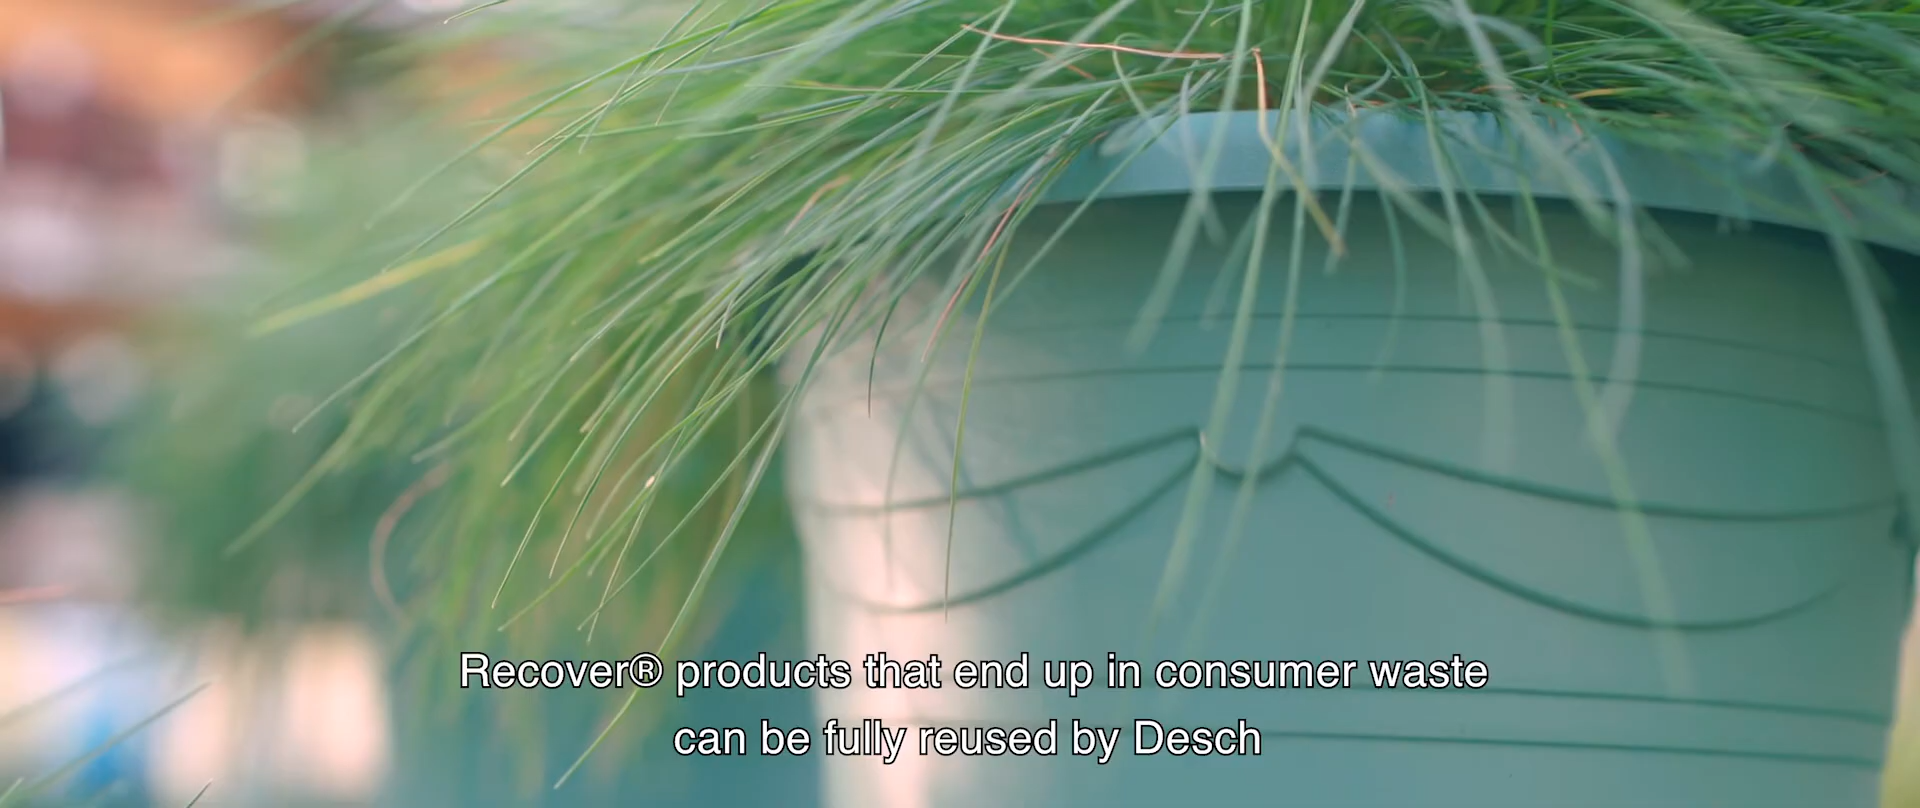 Recover® products that end up in consumer waste
can be fully reused by Desch